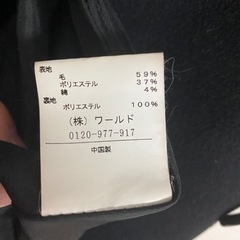 表地
毛 59%
ポリエステル 37%
綿 4%
裏地
ポリエステル 100%
(株) ワールド
0120-977-917
中国製